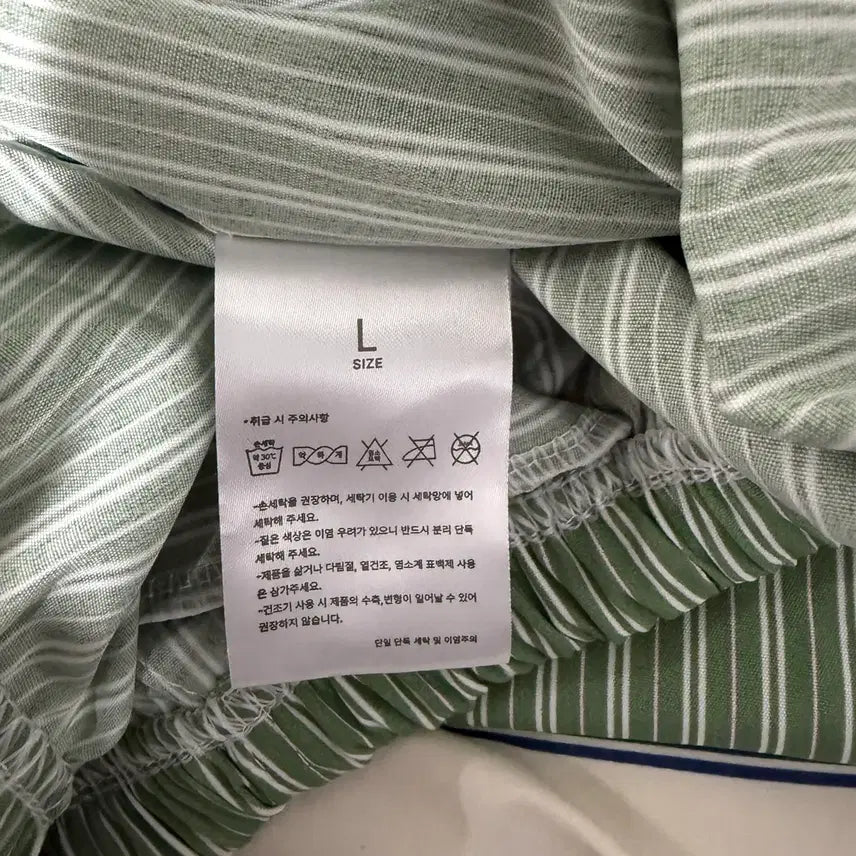 L
SIZE
*취급 시 주의사항
손세탁
약 30℃
중성
약 하 게
염소
표백
-손세탁을 권장하며, 세탁기 이용 시 세탁망에 넣어
세탁해 주세요.
-짙은 색상은 이염 우려가 있으니 반드시 분리 단독
세탁해 주세요.
-제품을 삶거나 다림질, 열건조, 염소계 표백제 사용
은 삼가주세요.
-건조기 사용 시 제품의 수축,변형이 일어날 수 있어
권장하지 않습니다.
단일 단독 세탁 및 이염주의